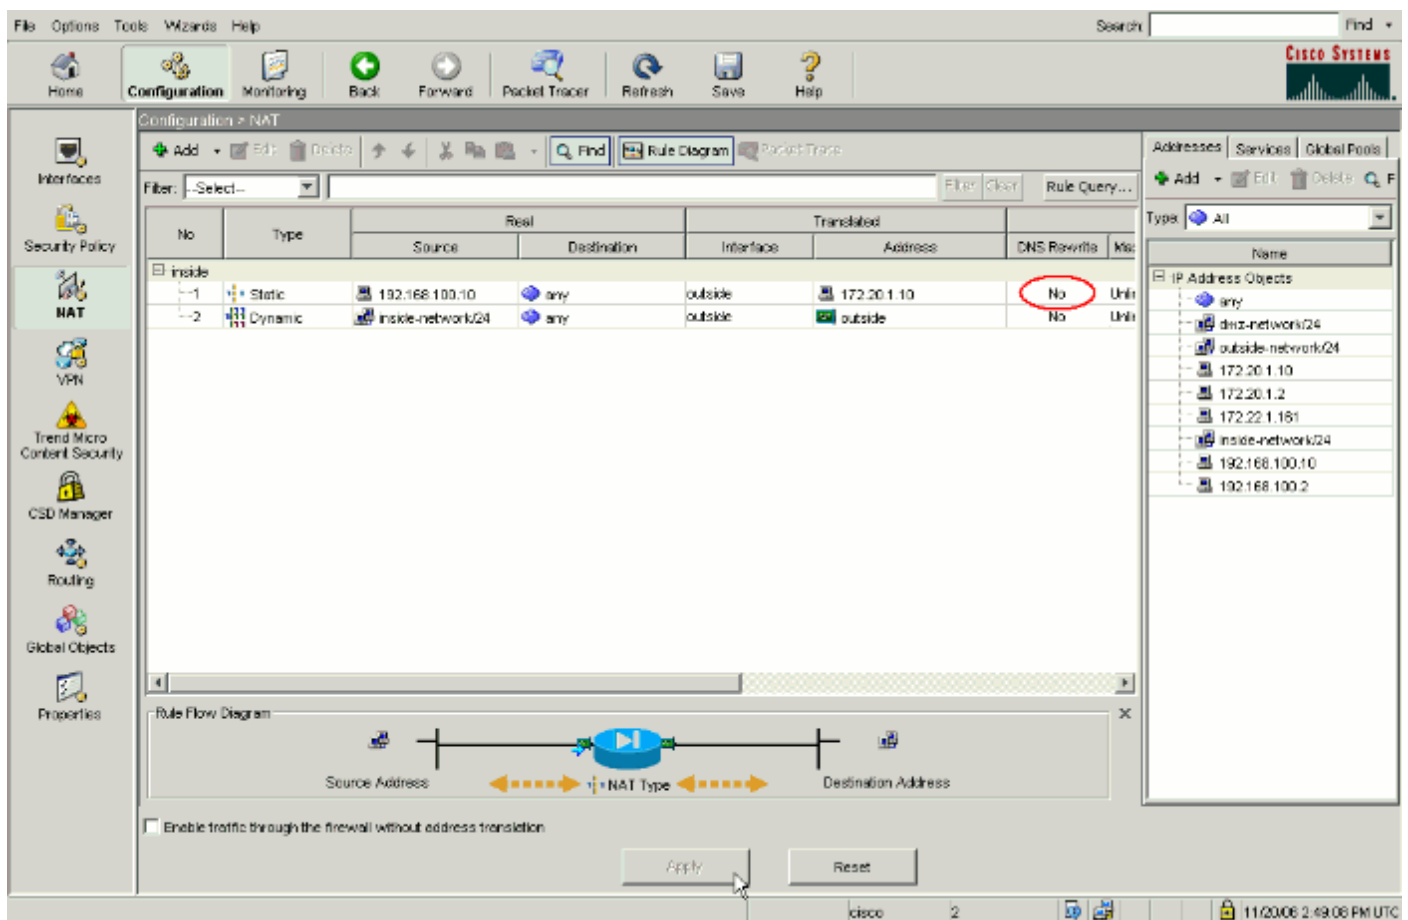 File Options Tools Wizards Help Search: Find
Home Configuration Monitoring Back Forward Packet Tracer Refresh Save Help
CISCO SYSTEMS
Configuration > NAT
Interfaces
Security Policy
NAT
VPN
Trend Micro
Content Security
CSD Manager
Routing
Global Objects
Properties
Add Edit Delete Find Rule Diagram Packet Trace
Filter: --Select-- Filter Clear Rule Query...
No Type Real Translated
Source Destination Interface Address DNS Rewrite Max
inside
1 Static 192.168.100.10 any outside 172.20.1.10 No Unli
2 Dynamic inside-network/24 any outside outside No Unli
Rule Flow Diagram
Source Address NAT Type Destination Address
Enable traffic through the firewall without address translation
Apply Reset
Addresses Services Global Pools
Add Edit Delete F
Type: All
Name
IP Address Objects
any
dmz-network/24
outside-network/24
172.20.1.10
172.20.1.2
172.22.1.161
inside-network/24
192.168.100.10
192.168.100.2
cisco 2 11/20/06 2:49:08 PM UTC